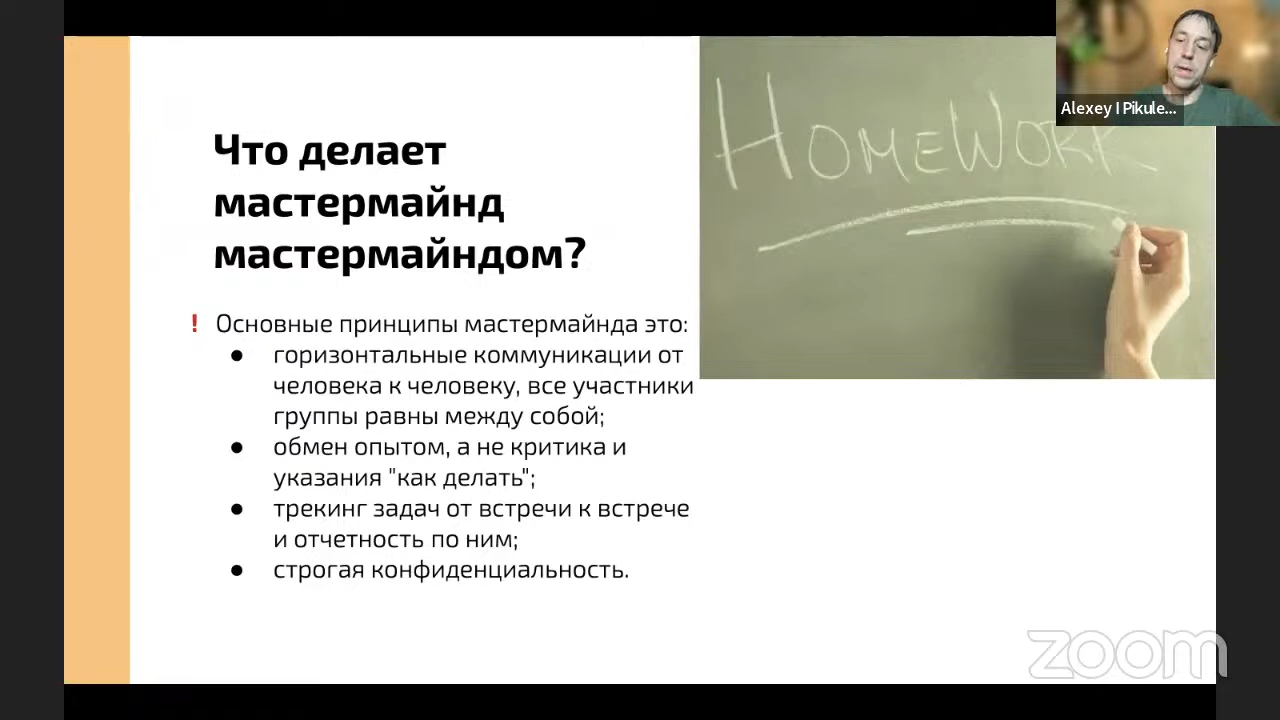 Что делает
мастермайнд
мастермайндом?
! Основные принципы мастермайнда это:
● горизонтальные коммуникации от
человека к человеку, все участники
группы равны между собой;
● обмен опытом, а не критика и
указания "как делать";
● трекинг задач от встречи к встрече
и отчетность по ним;
● строгая конфиденциальность.
HOMEWORK
Alexey I Pikule...
zoom